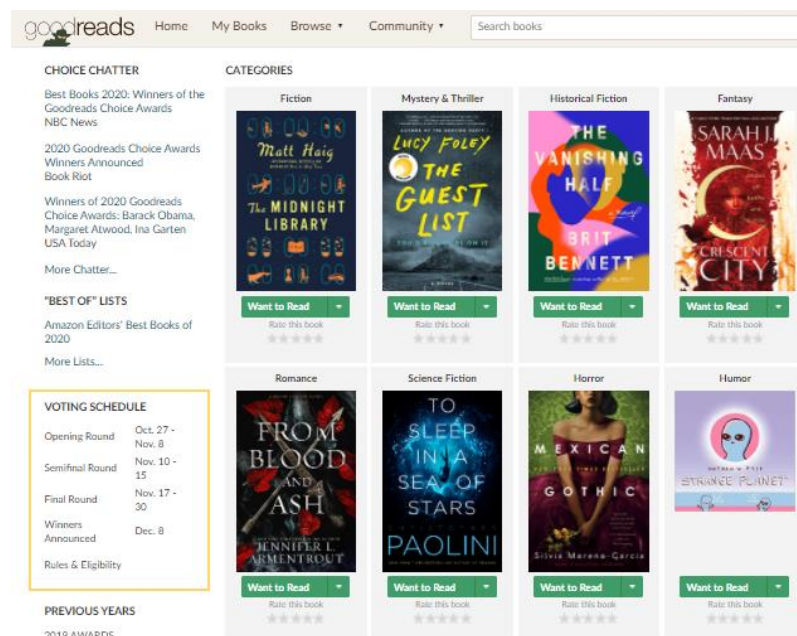 goodreads Home My Books Browse ▾ Community ▾ Search books
CHOICE CHATTER
Best Books 2020: Winners of the
Goodreads Choice Awards
NBC News
2020 Goodreads Choice Awards
Winners Announced
Book Riot
Winners of 2020 Goodreads
Choice Awards: Barack Obama,
Margaret Atwood, Ina Garten
USA Today
More Chatter...
"BEST OF" LISTS
Amazon Editors' Best Books of
2020
More Lists...
VOTING SCHEDULE
Opening Round Oct. 27 -
Nov. 8
Semifinal Round Nov. 10 -
15
Final Round Nov. 17 -
30
Winners
Announced Dec. 8
Rules & Eligibility
PREVIOUS YEARS
2019 AWARDS
CATEGORIES
Fiction
Matt Haig
The MIDNIGHT
LIBRARY
Want to Read
Rate this book
Mystery & Thriller
LUCY FOLEY
THE
GUEST
LIST
Want to Read
Rate this book
Historical Fiction
THE
VANISHING
HALF
a novel
BRIT
BENNETT
Want to Read
Rate this book
Fantasy
SARAH J.
MAAS
CRESCENT
CITY
Want to Read
Rate this book
Romance
FROM
BLOOD
AND
ASH
JENNIFER L.
ARMENTROUT
Want to Read
Rate this book
Science Fiction
TO
SLEEP
IN A
SEA OF
STARS
CHRISTOPHER
PAOLINI
Want to Read
Rate this book
Horror
MEXICAN
GOTHIC
Silvia Moreno-Garcia
Want to Read
Rate this book
Humor
NATHAN W. PYLE
STRANGE PLANET
Want to Read
Rate this book